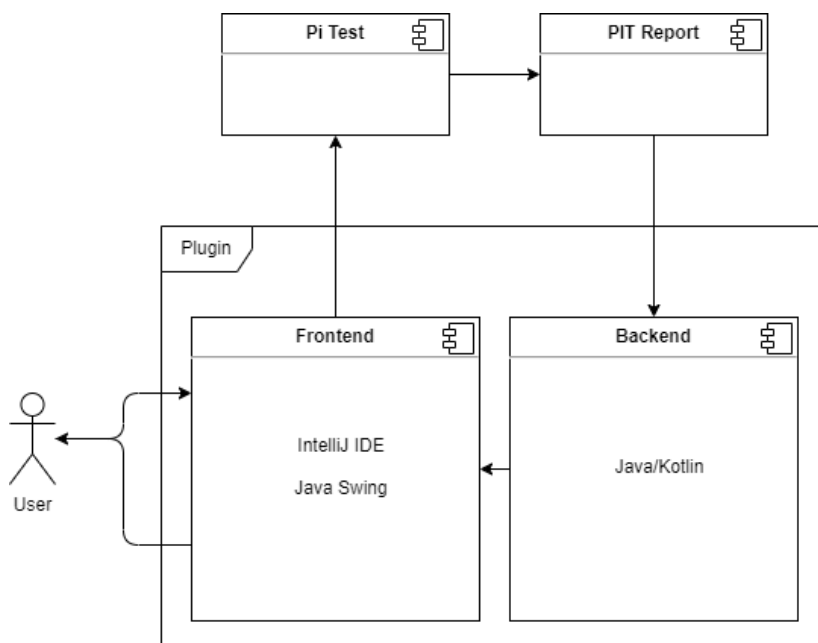 Pi Test
PIT Report
Plugin
Frontend
Backend
IntelliJ IDE
Java Swing
Java/Kotlin
User